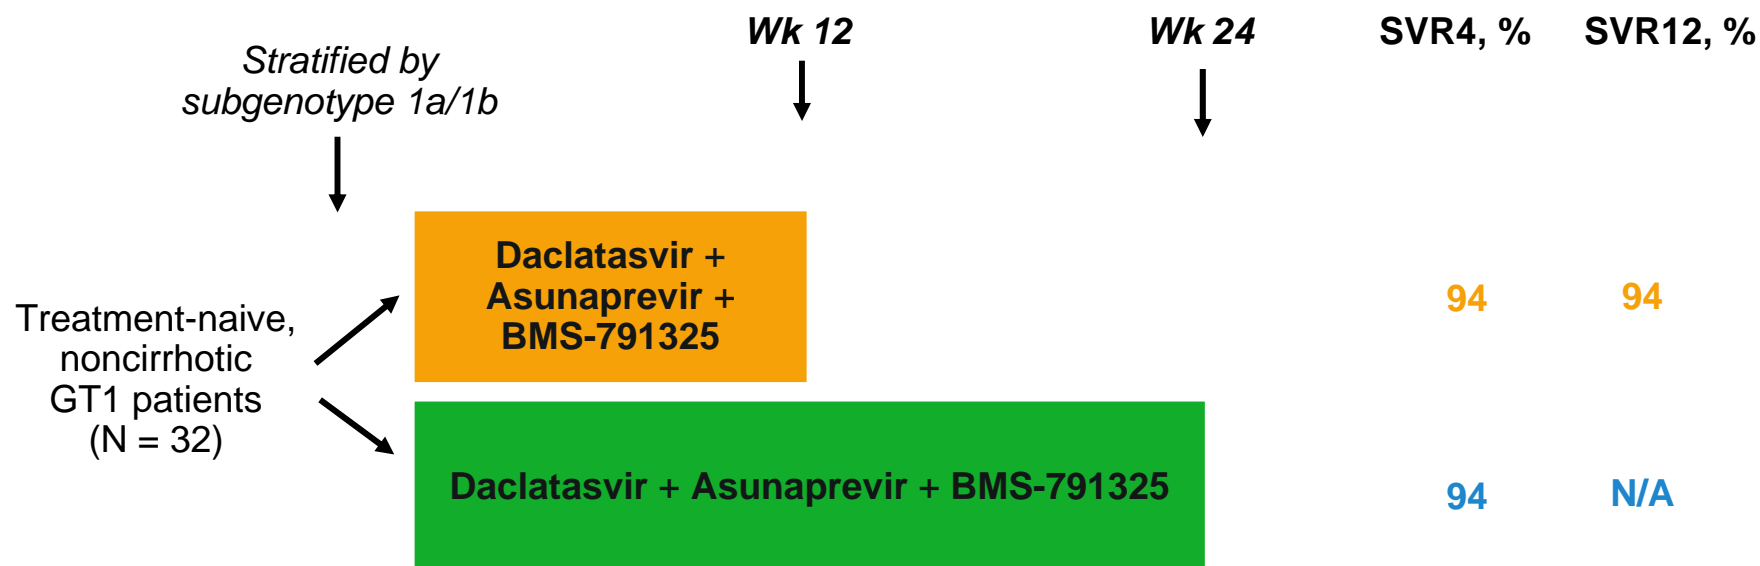 Wk 12
Wk 24
SVR4, %
SVR12, %
Stratified by
subgenotype 1a/1b
Daclatasvir +
Asunaprevir +
BMS-791325
94
94
Treatment-naive,
noncirrhotic
GT1 patients
(N = 32)
Daclatasvir + Asunaprevir + BMS-791325
94
N/A